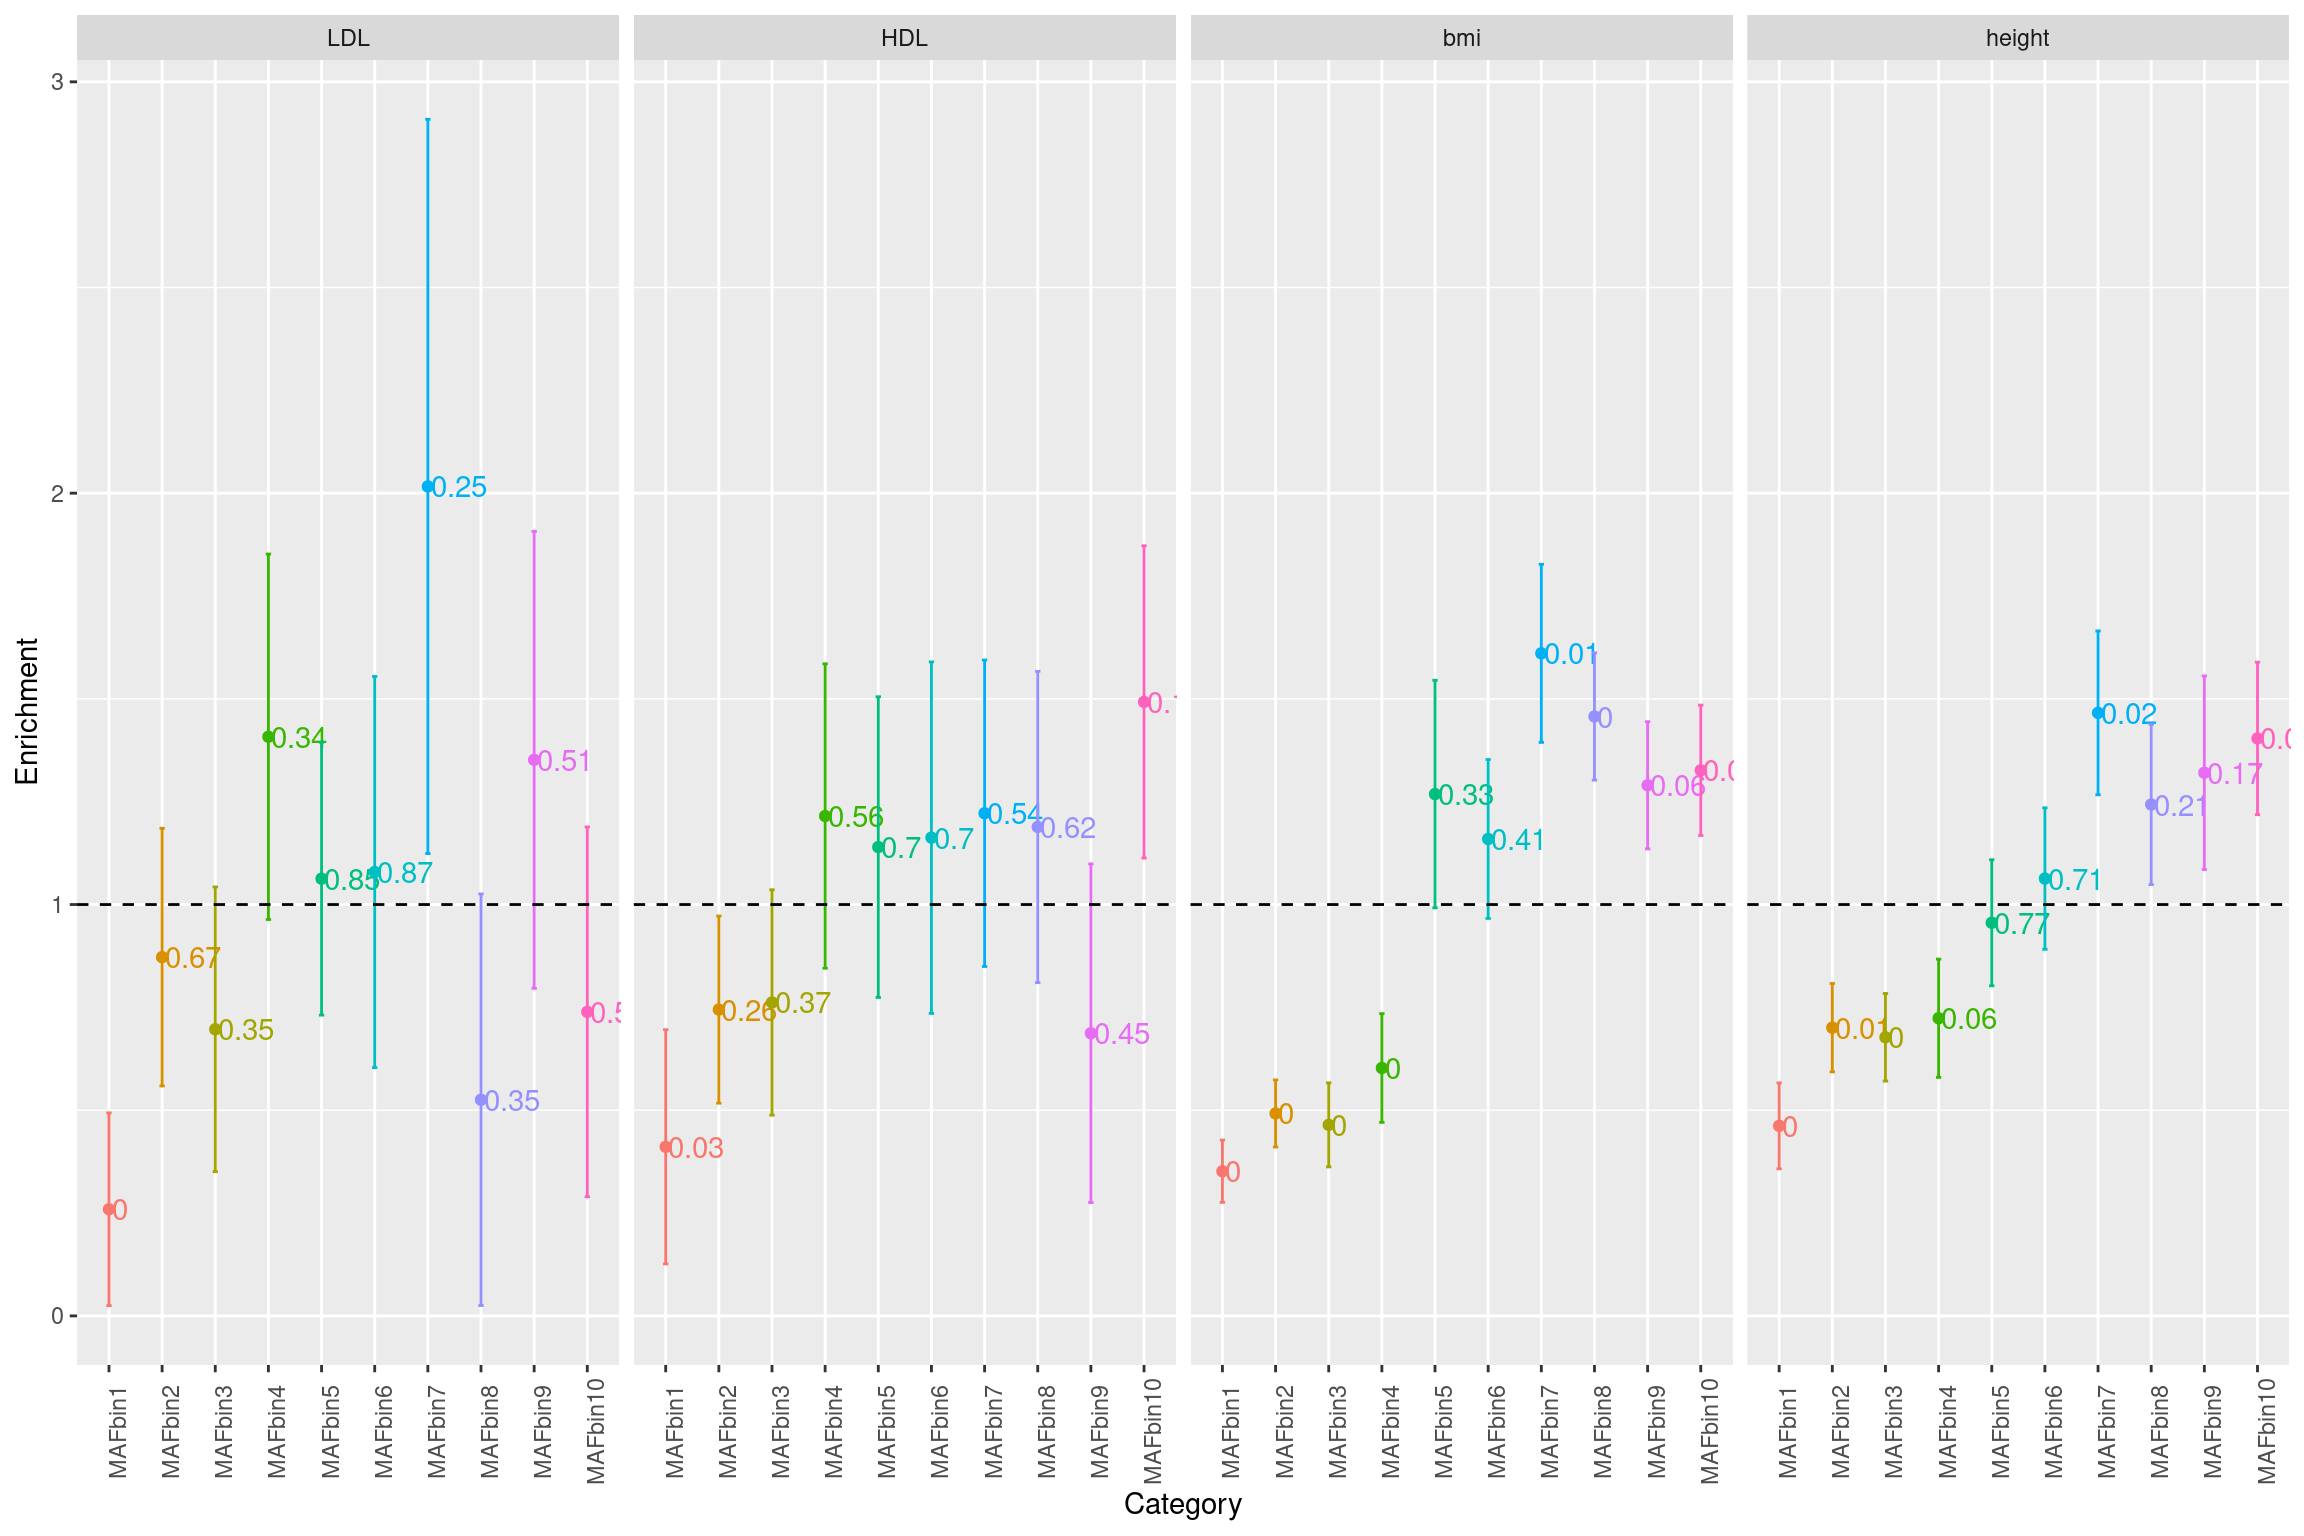 LDL
HDL
bmi
height
Enrichment
3
2
1
0
0
0.67
0.35
0.34
0.85
0.87
0.25
0.35
0.51
0.03
0.26
0.37
0.56
0.7
0.7
0.54
0.62
0.45
0
0
0
0
0.33
0.41
0.01
0
0.06
0
0.01
0
0.06
0.77
0.71
0.02
0.21
0.17
MAFbin1
MAFbin2
MAFbin3
MAFbin4
MAFbin5
MAFbin6
MAFbin7
MAFbin8
MAFbin9
MAFbin10
MAFbin1
MAFbin2
MAFbin3
MAFbin4
MAFbin5
MAFbin6
MAFbin7
MAFbin8
MAFbin9
MAFbin10
MAFbin1
MAFbin2
MAFbin3
MAFbin4
MAFbin5
MAFbin6
MAFbin7
MAFbin8
MAFbin9
MAFbin10
MAFbin1
MAFbin2
MAFbin3
MAFbin4
MAFbin5
MAFbin6
MAFbin7
MAFbin8
MAFbin9
MAFbin10
Category